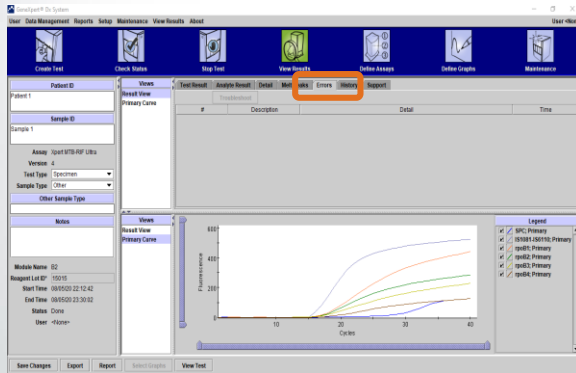 GeneXpert® Dx System
User Data Management Reports Setup Maintenance View Results About
User <No
Create Test Check Status Stop Test View Results Define Assays Define Graphs Maintenance
Patient ID
Patient 1
Sample ID
Sample 1
Assay Xpert MTB-RIF Ultra
Version 4
Test Type Specimen
Sample Type Other
Other Sample Type
Notes
Module Name B2
Reagent Lot ID* 15015
Start Time 08/05/20 22:12:42
End Time 08/05/20 23:30:02
Status Done
User <None>
Views
Result View
Primary Curve
Test Result Analyte Result Detail Melt Peaks Errors History Support
Troubleshoot
# Description Detail Time
Views
Result View
Primary Curve
Fluorescence
600
400
200
0
10 20 30 40
Cycles
Legend
SPC; Primary
IS1081-IS6110; Primary
rpoB1; Primary
rpoB2; Primary
rpoB3; Primary
rpoB4; Primary
Save Changes Export Report Select Graphs View Test